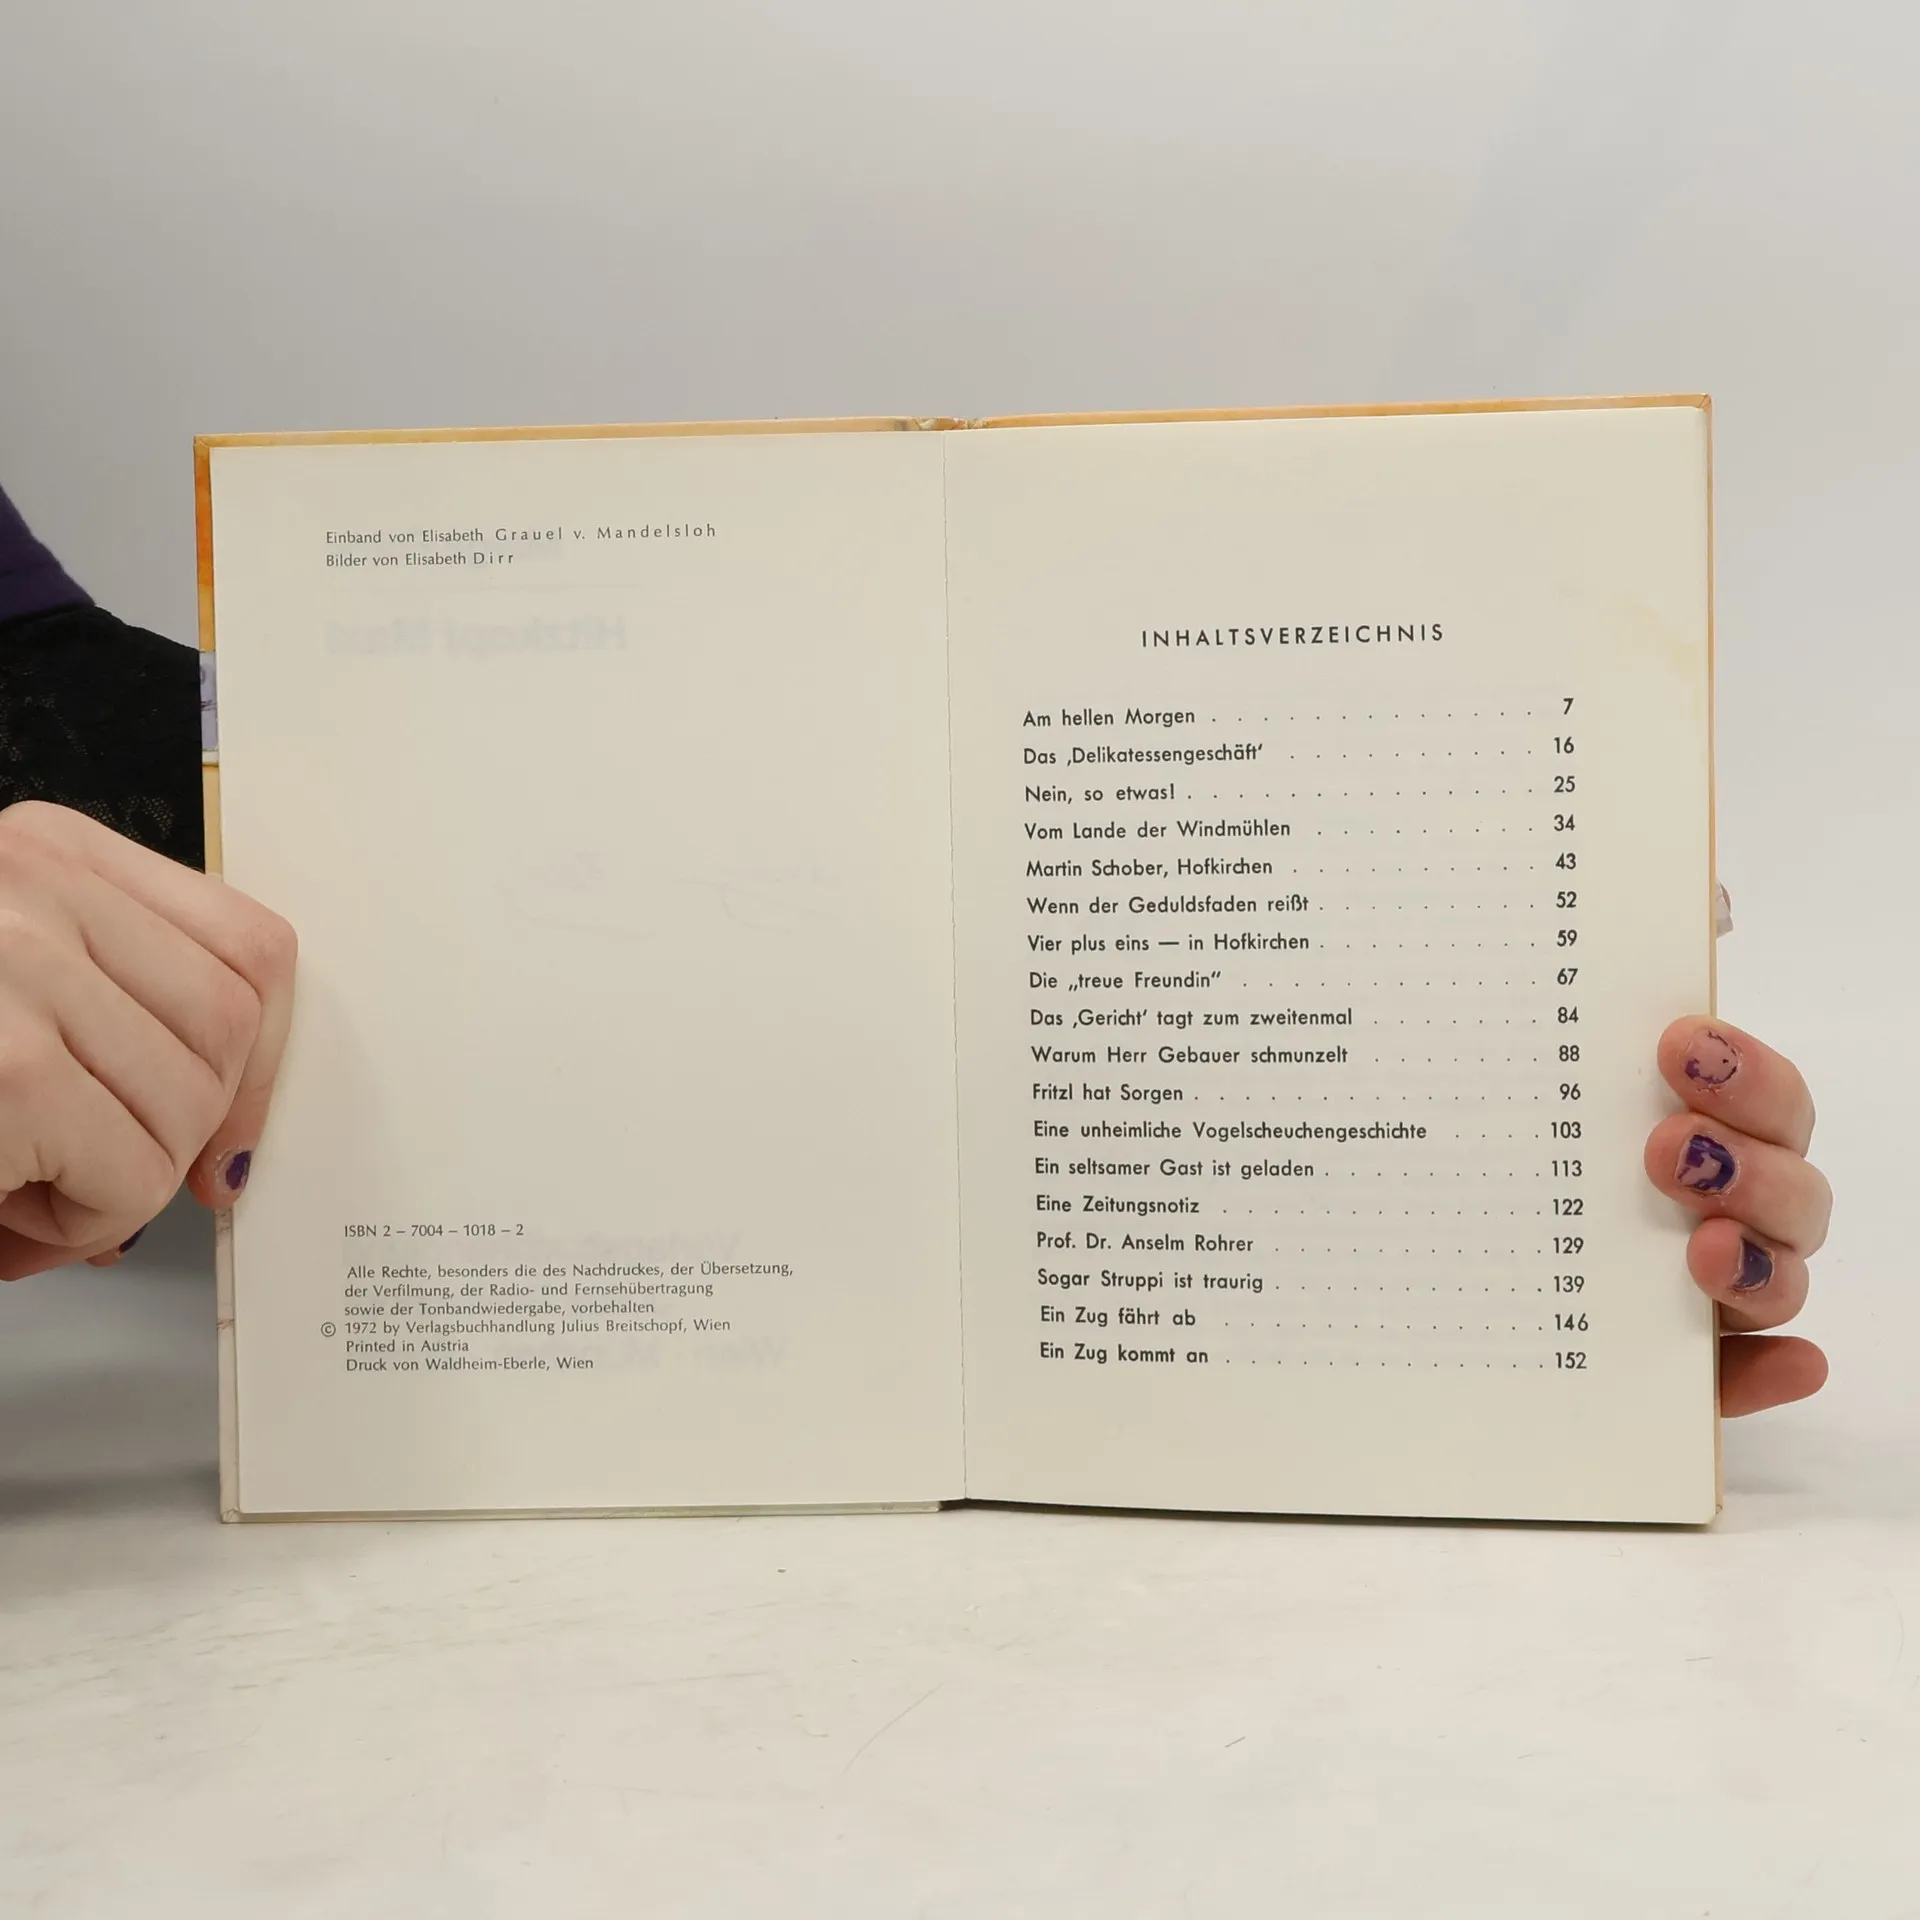 Einband von Elisabeth Grauel v. Mandelsloh
Bilder von Elisabeth Dirr
ISBN 2 – 7004 – 1018 – 2
Alle Rechte, besonders die des Nachdruckes, der Übersetzung,
der Verfilmung, der Radio- und Fernsehübertragung
sowie der Tonbandwiedergabe, vorbehalten
© 1972 by Verlagsbuchhandlung Julius Breitschopf, Wien
Printed in Austria
Druck von Waldheim-Eberle, Wien
INHALTSVERZEICHNIS
Am hellen Morgen . . . . . . . . . . . . . 7
Das ‚Delikatessengeschäft‘ . . . . . . . . . . 16
Nein, so etwas! . . . . . . . . . . . . . . 25
Vom Lande der Windmühlen . . . . . . . . . 34
Martin Schober, Hofkirchen . . . . . . . . . . 43
Wenn der Geduldsfaden reißt . . . . . . . . . 52
Vier plus eins — in Hofkirchen . . . . . . . . . 59
Die „treue Freundin“ . . . . . . . . . . . . 67
Das ‚Gericht‘ tagt zum zweitenmal . . . . . . . 84
Warum Herr Gebauer schmunzelt . . . . . . . 88
Fritzl hat Sorgen . . . . . . . . . . . . . . 96
Eine unheimliche Vogelscheuchengeschichte . . . . 103
Ein seltsamer Gast ist geladen . . . . . . . . . 113
Eine Zeitungsnotiz . . . . . . . . . . . . . 122
Prof. Dr. Anselm Rohrer . . . . . . . . . . . 129
Sogar Struppi ist traurig . . . . . . . . . . . 139
Ein Zug fährt ab . . . . . . . . . . . . . 146
Ein Zug kommt an . . . . . . . . . . . . . 152